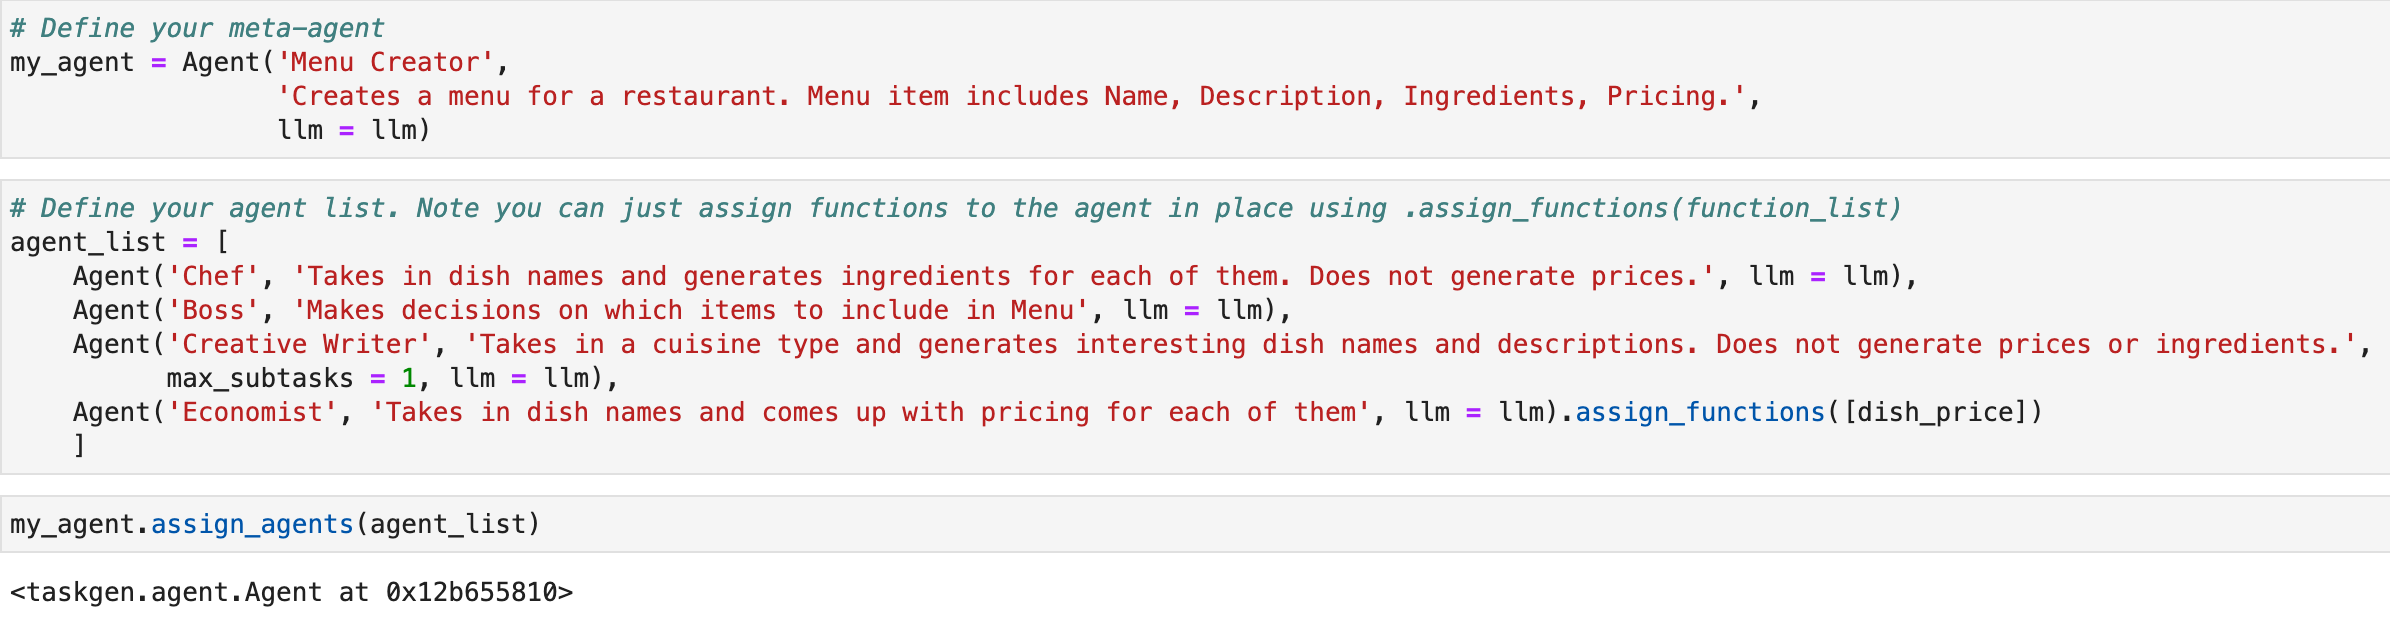 # Define your meta-agent
my_agent = Agent('Menu Creator',
                 'Creates a menu for a restaurant. Menu item includes Name, Description, Ingredients, Pricing.',
                 llm = llm)
# Define your agent list. Note you can just assign functions to the agent in place using .assign_functions(function_list)
agent_list = [
    Agent('Chef', 'Takes in dish names and generates ingredients for each of them. Does not generate prices.', llm = llm),
    Agent('Boss', 'Makes decisions on which items to include in Menu', llm = llm),
    Agent('Creative Writer', 'Takes in a cuisine type and generates interesting dish names and descriptions. Does not generate prices or ingredients.',
          max_subtasks = 1, llm = llm),
    Agent('Economist', 'Takes in dish names and comes up with pricing for each of them', llm = llm).assign_functions([dish_price])
    ]
my_agent.assign_agents(agent_list)
<taskgen.agent.Agent at 0x12b655810>